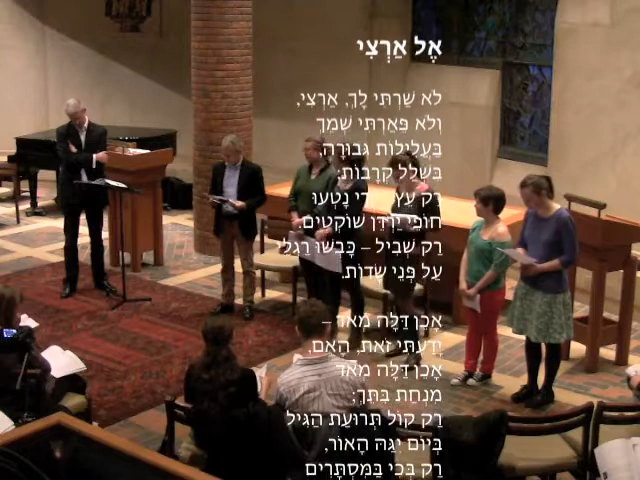 אֶל אַרְצִי
לֹא שַׁרְתִּי לָךְ, אַרְצִי,
וְלֹא פֵּאַרְתִּי שְׁמֵךְ
בַּעֲלִילוֹת גְּבוּרָה,
בִּשְׁלַל קְרָבוֹת;
רַק עֵץ – יָדַי נָטְעוּ
חוֹפֵי יַרְדֵּן שׁוֹקְטִים.
רַק שְׁבִיל – כָּבְשׁוּ רַגְלַי
עַל פְּנֵי שָׂדוֹת.
אָכֵן דַּלָּה מְאֹד –
יָדַעְתִּי זֹאת, הָאֵם,
אָכֵן דַּלָּה מְאֹד
מִנְחַת בִּתֵּךְ;
רַק קוֹל תְּרוּעַת הַגִּיל
בְּיוֹם יִגַּהּ הָאוֹר,
רַק בְּכִי בַּמִּסְתָּרִים